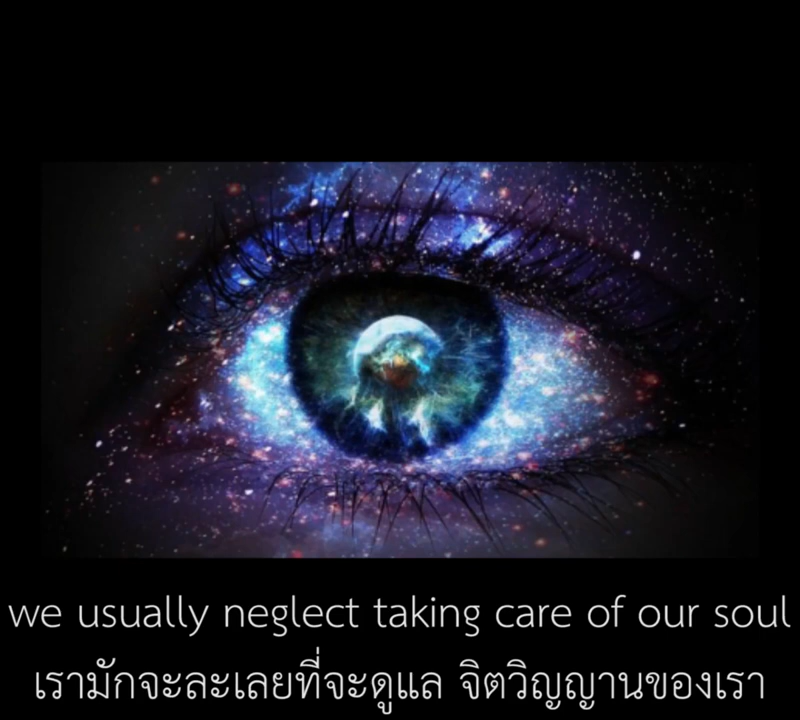 we usually neglect taking care of our soul
เรามักจะละเลยที่จะดูแล จิตวิญญานของเรา